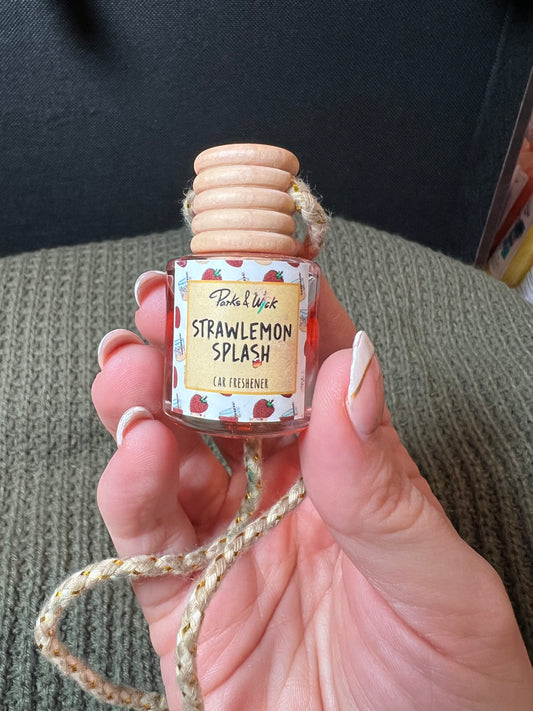 Parks & Wick
STRAWLEMON
SPLASH
CAR FRESHENER